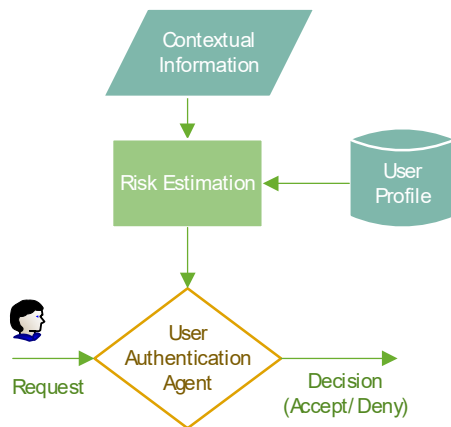 Contextual
Information
Risk Estimation
User
Profile
User
Authentication
Agent
Request
Decision
(Accept/ Deny)